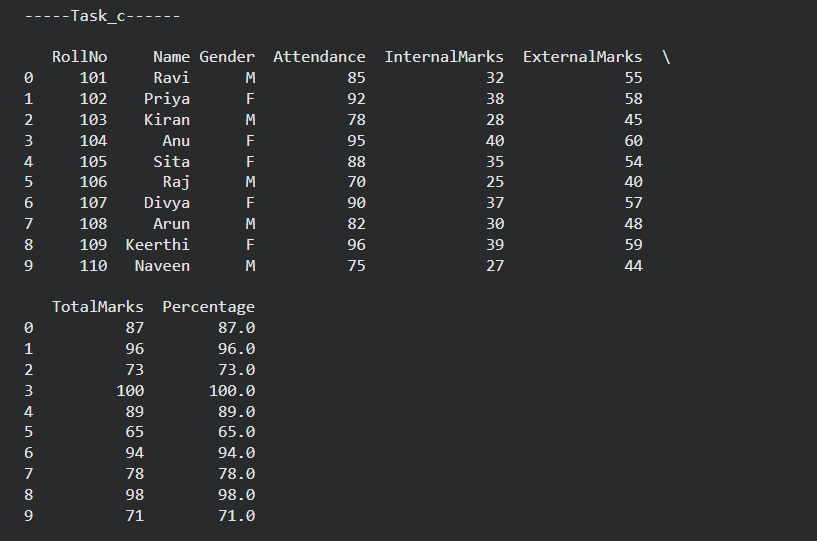 -----Task_c------
   RollNo     Name Gender  Attendance  InternalMarks  ExternalMarks  \
0     101     Ravi      M          85             32             55
1     102    Priya      F          92             38             58
2     103    Kiran      M          78             28             45
3     104      Anu      F          95             40             60
4     105     Sita      F          88             35             54
5     106      Raj      M          70             25             40
6     107    Divya      F          90             37             57
7     108     Arun      M          82             30             48
8     109  Keerthi      F          96             39             59
9     110   Naveen      M          75             27             44
   TotalMarks  Percentage
0          87        87.0
1          96        96.0
2          73        73.0
3         100       100.0
4          89        89.0
5          65        65.0
6          94        94.0
7          78        78.0
8          98        98.0
9          71        71.0